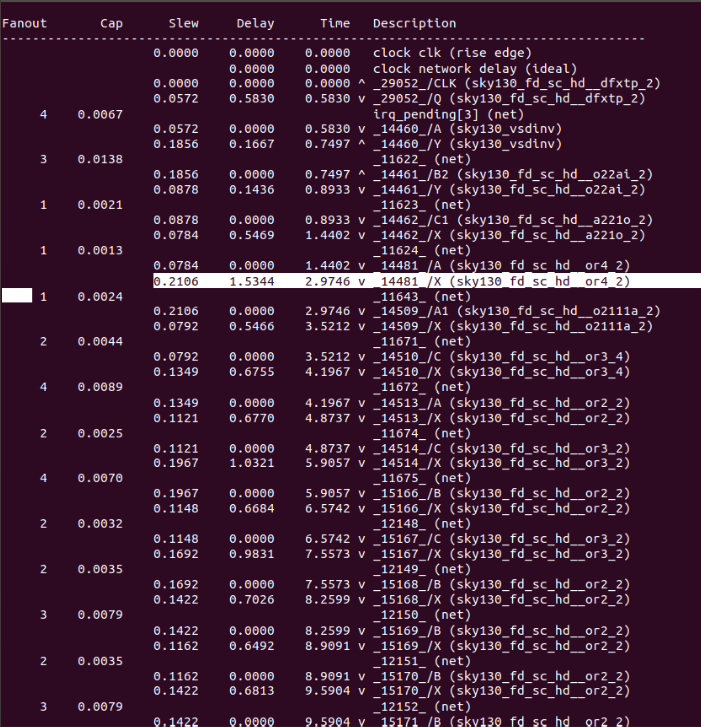 Fanout Cap Slew Delay Time Description
-------------------------------------------------------------------------------------
0.0000 0.0000 0.0000 clock clk (rise edge)
0.0000 0.0000 clock network delay (ideal)
0.0000 0.0000 0.0000 ^ _29052_/CLK (sky130_fd_sc_hd__dfxtp_2)
0.0572 0.5830 0.5830 v _29052_/Q (sky130_fd_sc_hd__dfxtp_2)
4 0.0067 irq_pending[3] (net)
0.0572 0.0000 0.5830 v _14460_/A (sky130_vsdinv)
0.1856 0.1667 0.7497 ^ _14460_/Y (sky130_vsdinv)
3 0.0138 _11622_ (net)
0.1856 0.0000 0.7497 ^ _14461_/B2 (sky130_fd_sc_hd__o22ai_2)
0.0878 0.1436 0.8933 v _14461_/Y (sky130_fd_sc_hd__o22ai_2)
1 0.0021 _11623_ (net)
0.0878 0.0000 0.8933 v _14462_/C1 (sky130_fd_sc_hd__a221o_2)
0.0784 0.5469 1.4402 v _14462_/X (sky130_fd_sc_hd__a221o_2)
1 0.0013 _11624_ (net)
0.0784 0.0000 1.4402 v _14481_/A (sky130_fd_sc_hd__or4_2)
0.2106 1.5344 2.9746 v _14481_/X (sky130_fd_sc_hd__or4_2)
1 0.0024 _11643_ (net)
0.2106 0.0000 2.9746 v _14509_/A1 (sky130_fd_sc_hd__o2111a_2)
0.0792 0.5466 3.5212 v _14509_/X (sky130_fd_sc_hd__o2111a_2)
2 0.0044 _11671_ (net)
0.0792 0.0000 3.5212 v _14510_/C (sky130_fd_sc_hd__or3_4)
0.1349 0.6755 4.1967 v _14510_/X (sky130_fd_sc_hd__or3_4)
4 0.0089 _11672_ (net)
0.1349 0.0000 4.1967 v _14513_/A (sky130_fd_sc_hd__or2_2)
0.1121 0.6770 4.8737 v _14513_/X (sky130_fd_sc_hd__or2_2)
2 0.0025 _11674_ (net)
0.1121 0.0000 4.8737 v _14514_/C (sky130_fd_sc_hd__or3_2)
0.1967 1.0321 5.9057 v _14514_/X (sky130_fd_sc_hd__or3_2)
4 0.0070 _11675_ (net)
0.1967 0.0000 5.9057 v _15166_/B (sky130_fd_sc_hd__or2_2)
0.1148 0.6684 6.5742 v _15166_/X (sky130_fd_sc_hd__or2_2)
2 0.0032 _12148_ (net)
0.1148 0.0000 6.5742 v _15167_/C (sky130_fd_sc_hd__or3_2)
0.1692 0.9831 7.5573 v _15167_/X (sky130_fd_sc_hd__or3_2)
2 0.0035 _12149_ (net)
0.1692 0.0000 7.5573 v _15168_/B (sky130_fd_sc_hd__or2_2)
0.1422 0.7026 8.2599 v _15168_/X (sky130_fd_sc_hd__or2_2)
3 0.0079 _12150_ (net)
0.1422 0.0000 8.2599 v _15169_/B (sky130_fd_sc_hd__or2_2)
0.1162 0.6492 8.9091 v _15169_/X (sky130_fd_sc_hd__or2_2)
2 0.0035 _12151_ (net)
0.1162 0.0000 8.9091 v _15170_/B (sky130_fd_sc_hd__or2_2)
0.1422 0.6813 9.5904 v _15170_/X (sky130_fd_sc_hd__or2_2)
3 0.0079 _12152_ (net)
0.1422 0.0000 9.5904 v _15171_/B (sky130_fd_sc_hd__or2_2)